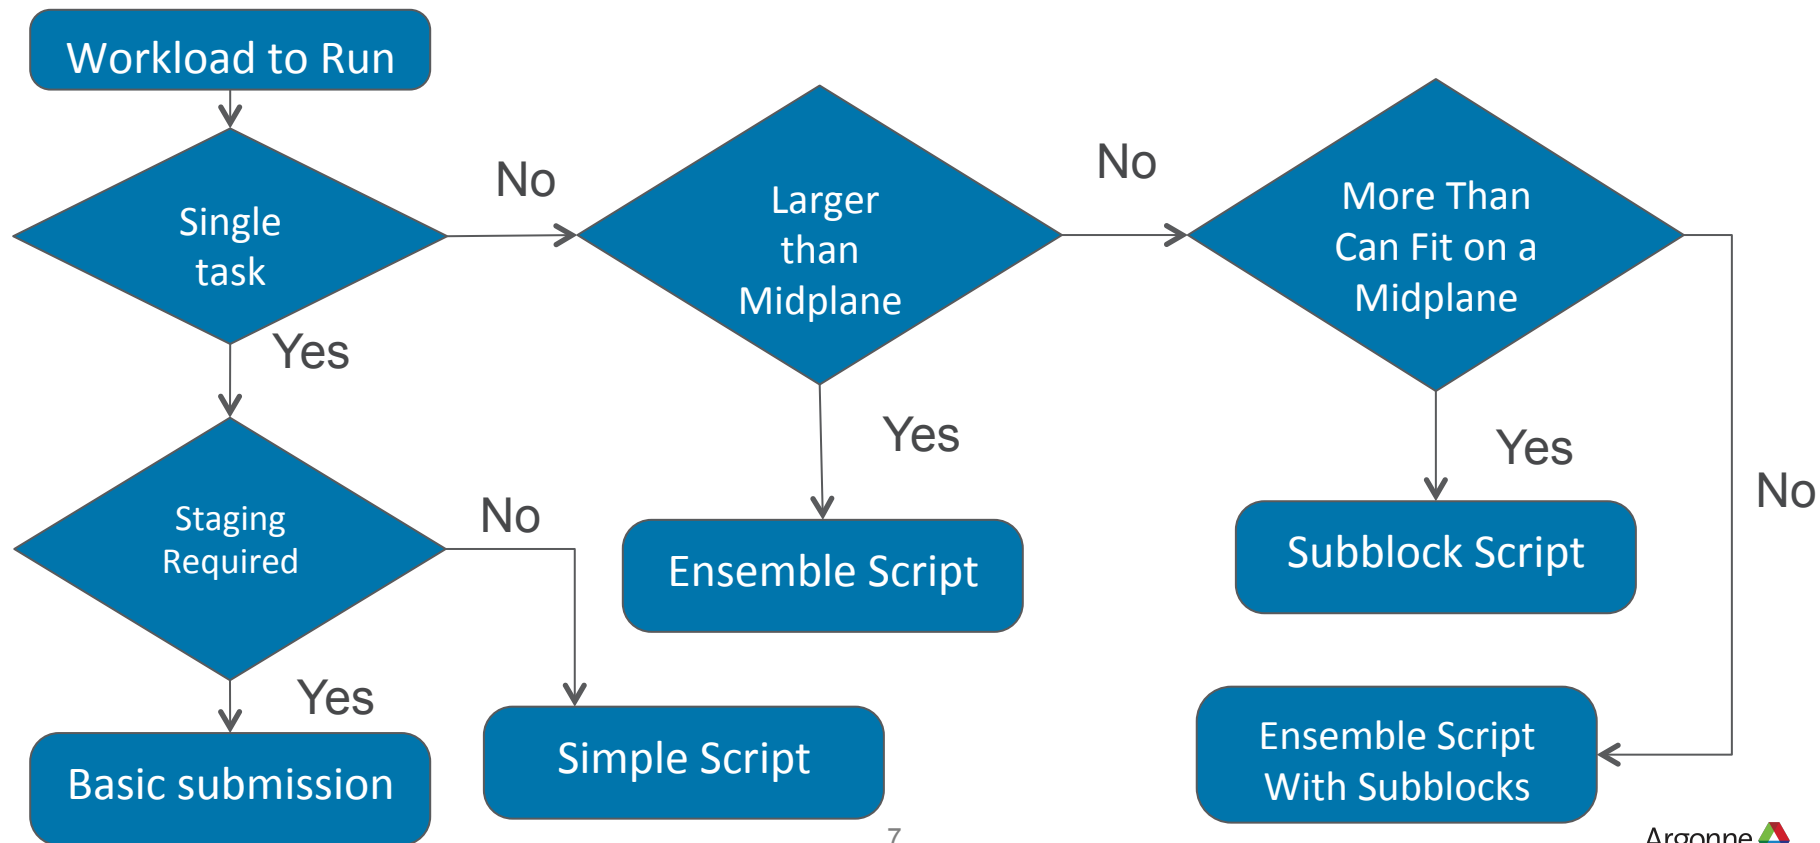 Workload to Run
Single
task
No
Larger
than
Midplane
No
More Than
Can Fit on a
Midplane
Yes
Yes
Yes
No
Staging
Required
No
Ensemble Script
Subblock Script
Yes
Basic submission
Simple Script
Ensemble Script
With Subblocks
7
Argonne